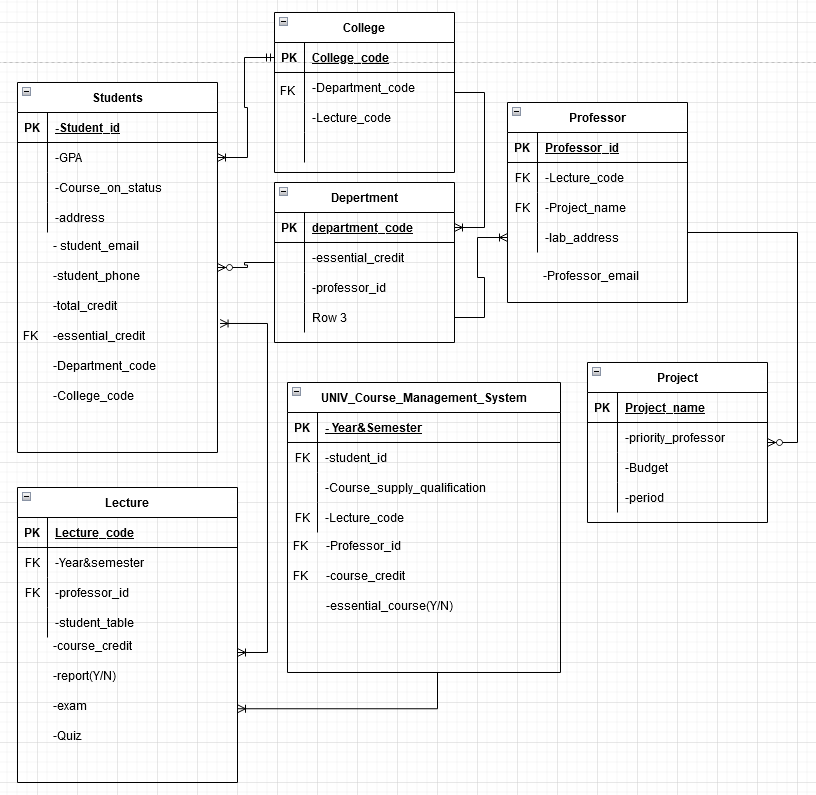 College
PK College_code
FK -Department_code
-Lecture_code
Students
PK -Student_id
-GPA
-Course_on_status
-address
- student_email
-student_phone
-total_credit
FK -essential_credit
-Department_code
-College_code
Depertment
PK department_code
-essential_credit
-professor_id
Row 3
Professor
PK Professor_id
FK -Lecture_code
FK -Project_name
-lab_address
-Professor_email
Project
PK Project_name
-priority_professor
-Budget
-period
UNIV_Course_Management_System
PK - Year&Semester
FK -student_id
-Course_supply_qualification
FK -Lecture_code
FK -Professor_id
FK -course_credit
-essential_course(Y/N)
Lecture
PK Lecture_code
FK -Year&semester
FK -professor_id
-student_table
-course_credit
-report(Y/N)
-exam
-Quiz